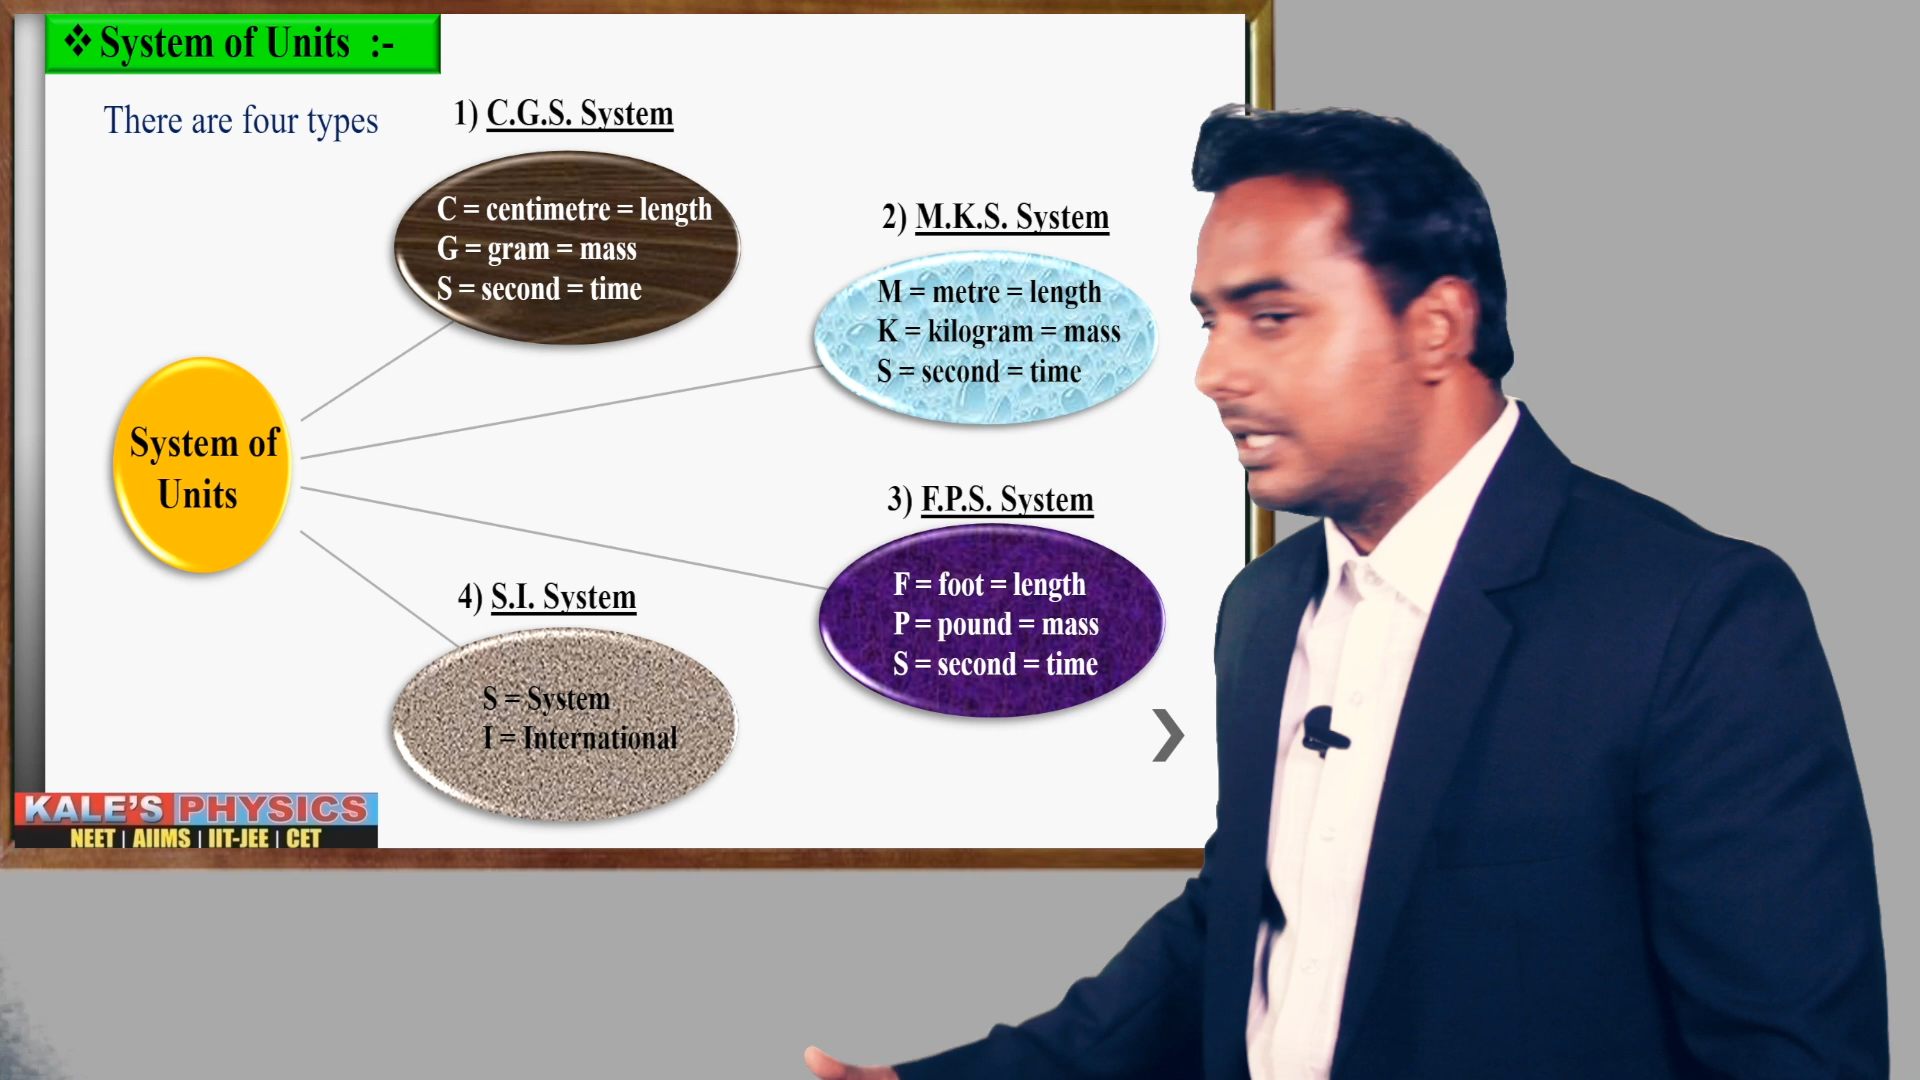 ❖ System of Units :-
There are four types
1) C.G.S. System
C = centimetre = length
G = gram = mass
S = second = time
2) M.K.S. System
M = metre = length
K = kilogram = mass
S = second = time
System of
Units
3) F.P.S. System
F = foot = length
P = pound = mass
S = second = time
4) S.I. System
S = System
I = International
KALE'S PHYSICS
NEET | AIIMS | IIT-JEE | CET